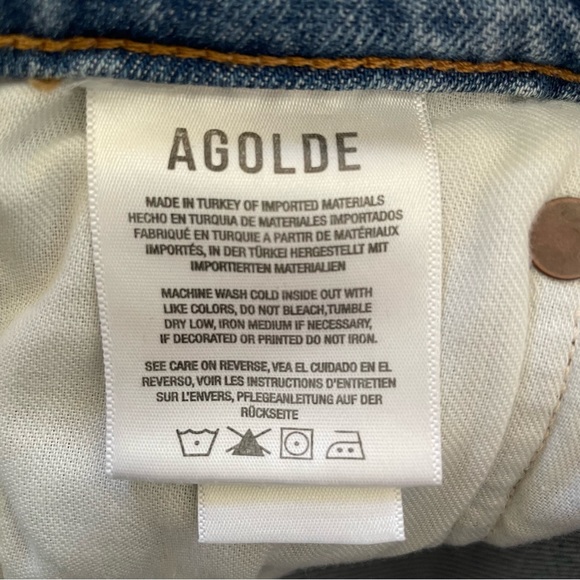 AGOLDE
MADE IN TURKEY OF IMPORTED MATERIALS
HECHO EN TURQUIA DE MATERIALES IMPORTADOS
FABRIQUÉ EN TURQUIE A PARTIR DE MATÉRIAUX
IMPORTÉS, IN DER TÜRKEI HERGESTELLT MIT
IMPORTIERTEN MATERIALIEN
MACHINE WASH COLD INSIDE OUT WITH
LIKE COLORS, DO NOT BLEACH,TUMBLE
DRY LOW, IRON MEDIUM IF NECESSARY,
IF DECORATED OR PRINTED DO NOT IRON.
SEE CARE ON REVERSE, VEA EL CUIDADO EN EL
REVERSO, VOIR LES INSTRUCTIONS D'ENTRETIEN
SUR L'ENVERS, PFLEGEANLEITUNG AUF DER
RÜCKSEITE